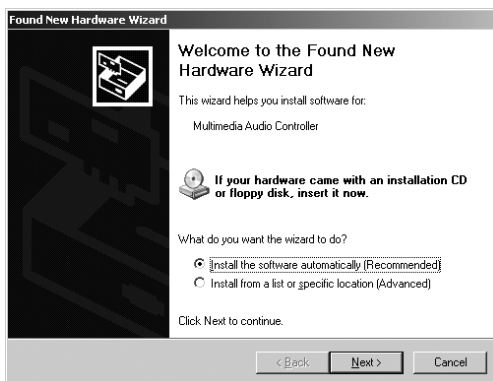 Found New Hardware Wizard
Welcome to the Found New
Hardware Wizard
This wizard helps you install software for:
Multimedia Audio Controller
If your hardware came with an installation CD
or floppy disk, insert it now.
What do you want the wizard to do?
Install the software automatically (Recommended)
Install from a list or specific location (Advanced)
Click Next to continue.
< Back Next > Cancel